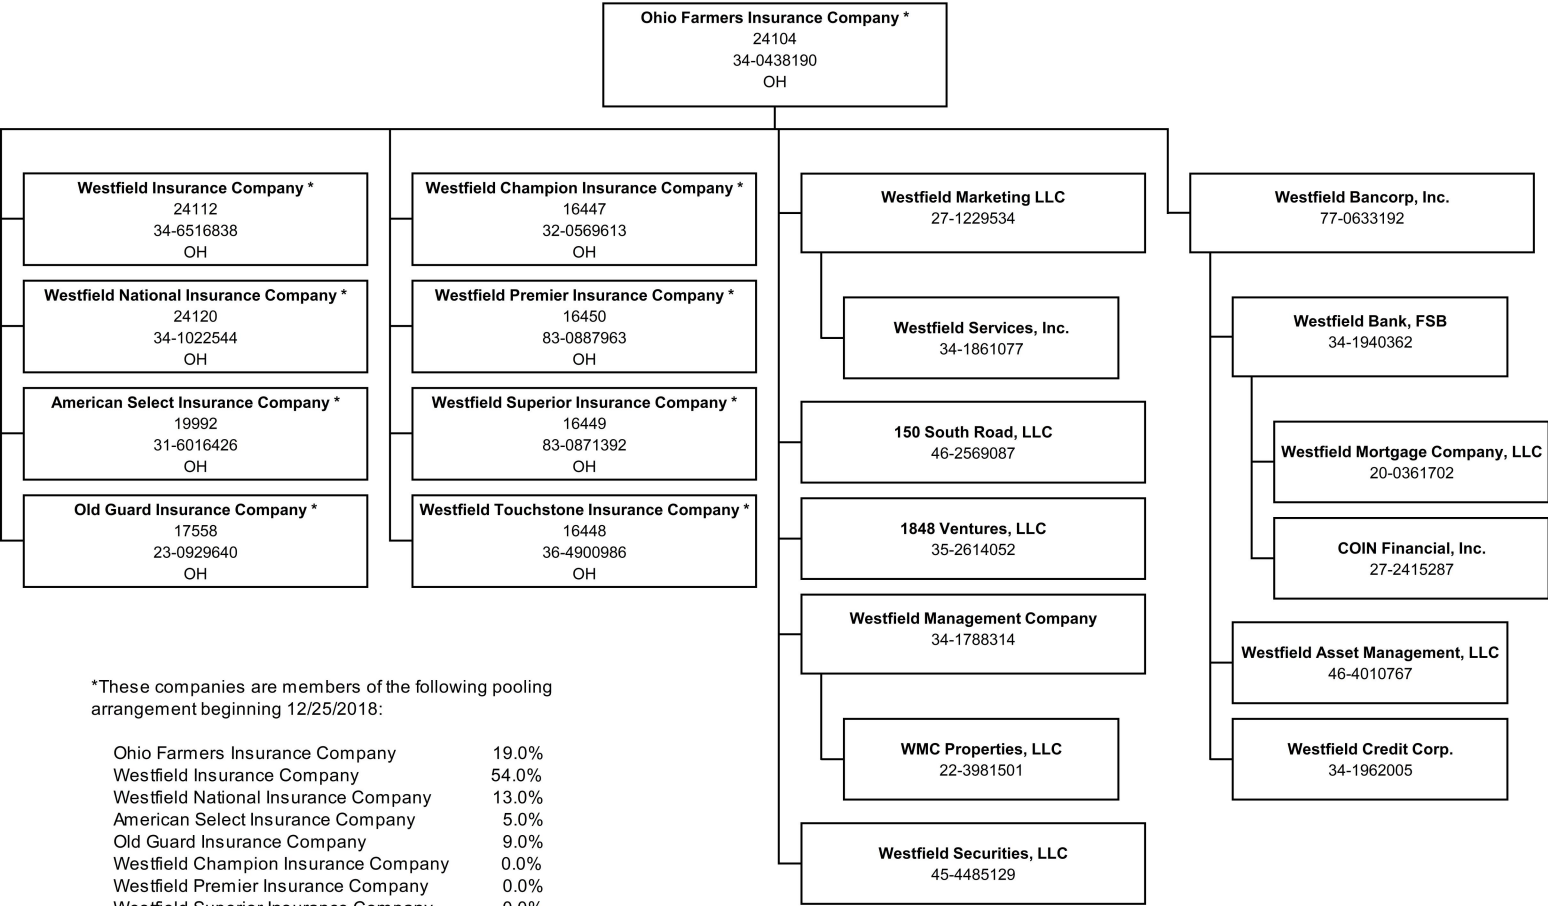 Ohio Farmers Insurance Company *
24104
34-0438190
OH
Westfield Insurance Company *
24112
34-6516838
OH
Westfield National Insurance Company *
24120
34-1022544
OH
American Select Insurance Company *
19992
31-6016426
OH
Old Guard Insurance Company *
17558
23-0929640
OH
Westfield Champion Insurance Company *
16447
32-0569613
OH
Westfield Premier Insurance Company *
16450
83-0887963
OH
Westfield Superior Insurance Company *
16449
83-0871392
OH
Westfield Touchstone Insurance Company *
16448
36-4900986
OH
Westfield Marketing LLC
27-1229534
Westfield Services, Inc.
34-1861077
150 South Road, LLC
46-2569087
1848 Ventures, LLC
35-2614052
Westfield Management Company
34-1788314
WMC Properties, LLC
22-3981501
Westfield Securities, LLC
45-4485129
Westfield Bancorp, Inc.
77-0633192
Westfield Bank, FSB
34-1940362
Westfield Mortgage Company, LLC
20-0361702
COIN Financial, Inc.
27-2415287
Westfield Asset Management, LLC
46-4010767
Westfield Credit Corp.
34-1962005
*These companies are members of the following pooling
arrangement beginning 12/25/2018:
Ohio Farmers Insurance Company 19.0%
Westfield Insurance Company 54.0%
Westfield National Insurance Company 13.0%
American Select Insurance Company 5.0%
Old Guard Insurance Company 9.0%
Westfield Champion Insurance Company 0.0%
Westfield Premier Insurance Company 0.0%
Westfield Superior Insurance Company 0.0%